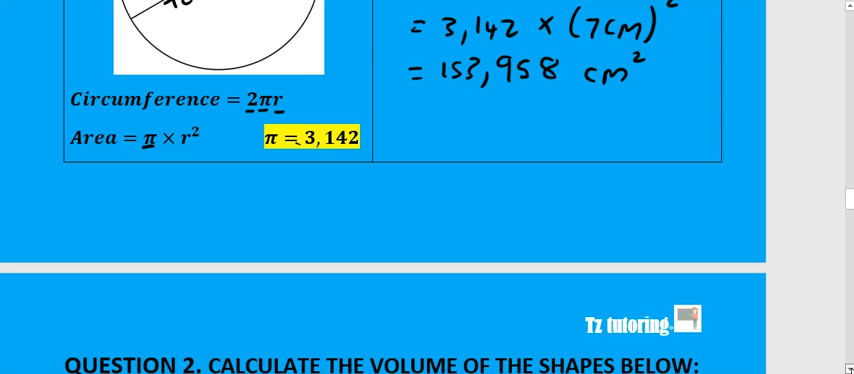 = 3,142 × (7cm)²
= 153,958 cm²
Circumference = 2πr
Area = π × r²
π = 3,142
Tz tutoring
QUESTION 2. CALCULATE THE VOLUME OF THE SHAPES BELOW: